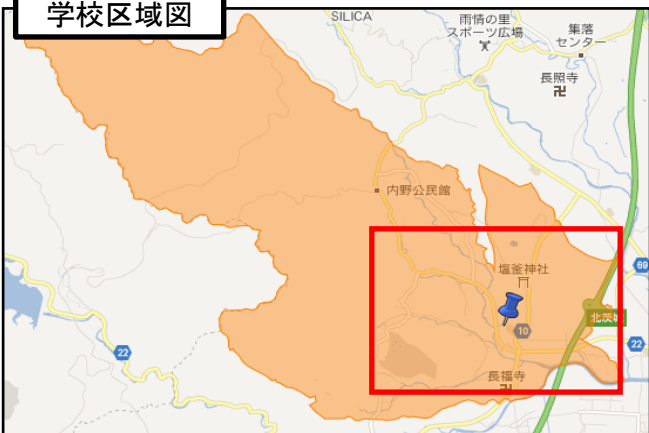 学校区域図
SILICA
雨情の里
スポーツ広場
集落
センター
長照寺
内野公民館
塩釜神社
69
北茨城
10
22
22
長福寺